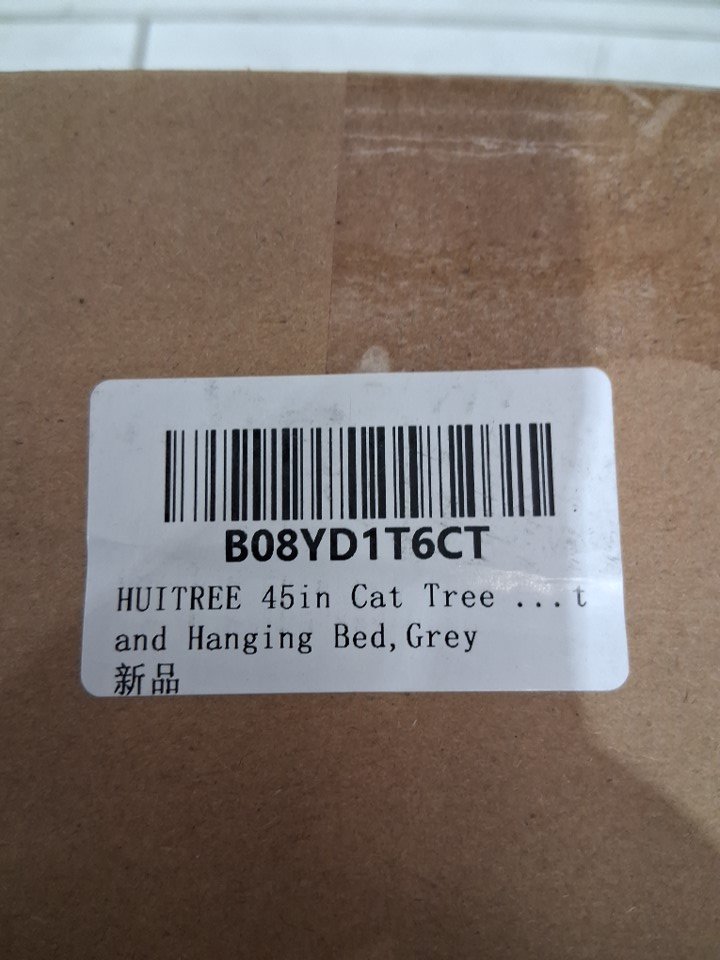 B08YD1T6CT
HUITREE 45in Cat Tree ...t
and Hanging Bed,Grey
新品